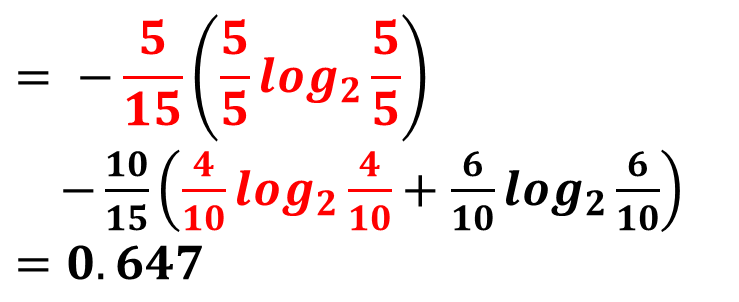 = − 5/15 (5/5 log₂ 5/5)
− 10/15 (4/10 log₂ 4/10 + 6/10 log₂ 6/10)
= 0.647